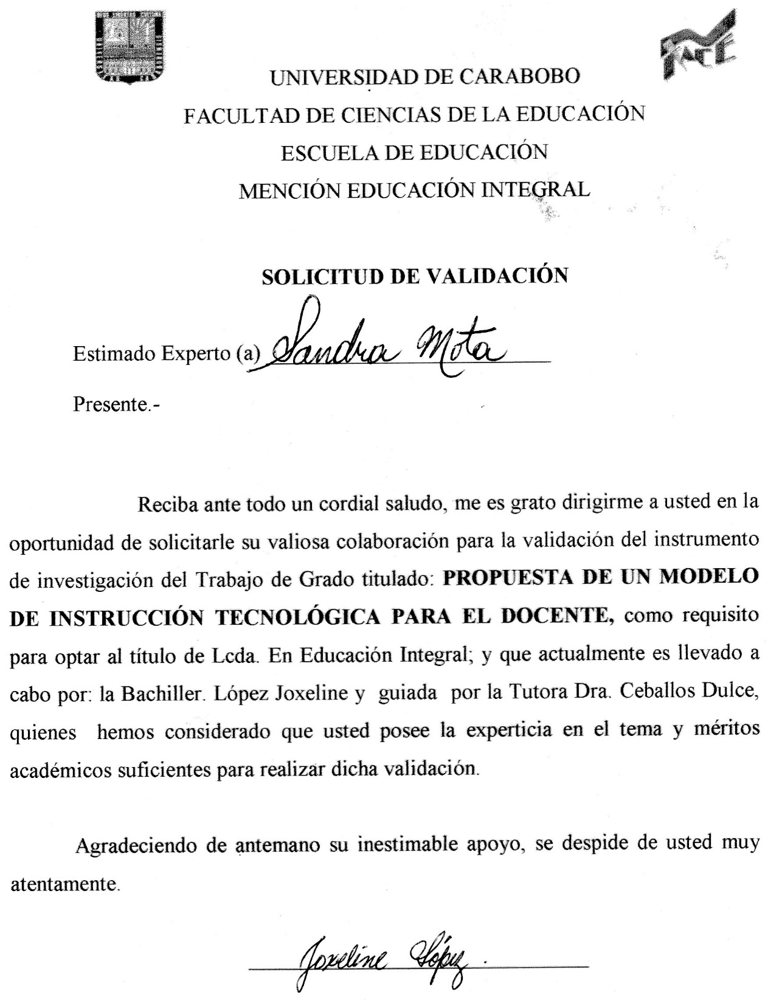 FACE
UNIVERSIDAD DE CARABOBO
FACULTAD DE CIENCIAS DE LA EDUCACIÓN
ESCUELA DE EDUCACIÓN
MENCIÓN EDUCACIÓN INTEGRAL
SOLICITUD DE VALIDACIÓN
Estimado Experto (a) Sandra Mota
Presente.-
Reciba ante todo un cordial saludo, me es grato dirigirme a usted en la
oportunidad de solicitarle su valiosa colaboración para la validación del instrumento
de investigación del Trabajo de Grado titulado: PROPUESTA DE UN MODELO
DE INSTRUCCIÓN TECNOLÓGICA PARA EL DOCENTE, como requisito
para optar al título de Lcda. En Educación Integral; y que actualmente es llevado a
cabo por: la Bachiller. López Joxeline y guiada por la Tutora Dra. Ceballos Dulce,
quienes hemos considerado que usted posee la experticia en el tema y méritos
académicos suficientes para realizar dicha validación.
Agradeciendo de antemano su inestimable apoyo, se despide de usted muy
atentamente.
Joxeline López.